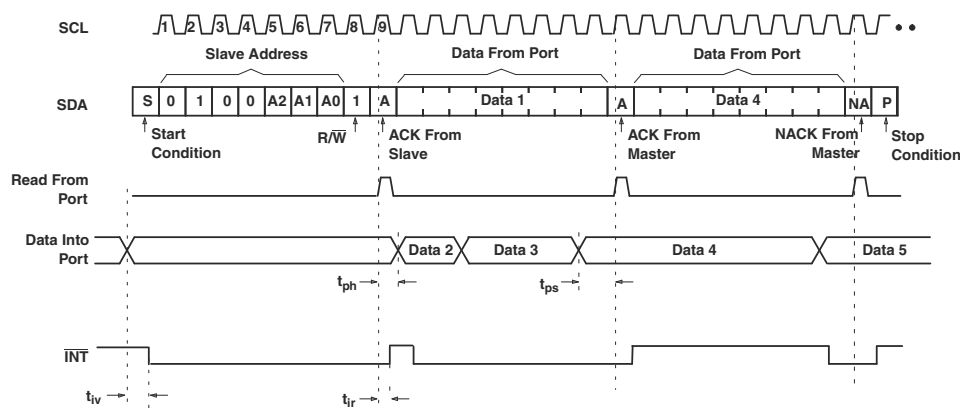 SCL 1 2 3 4 5 6 7 8 9
Slave Address Data From Port Data From Port
SDA S 0 1 0 0 A2 A1 A0 1 A Data 1 A Data 4 NA P
Start Condition
R/W̅
ACK From Slave
ACK From Master
NACK From Master
Stop Condition
Read From Port
Data Into Port Data 2 Data 3 Data 4 Data 5
tph tps
I̅N̅T̅
tiv tir